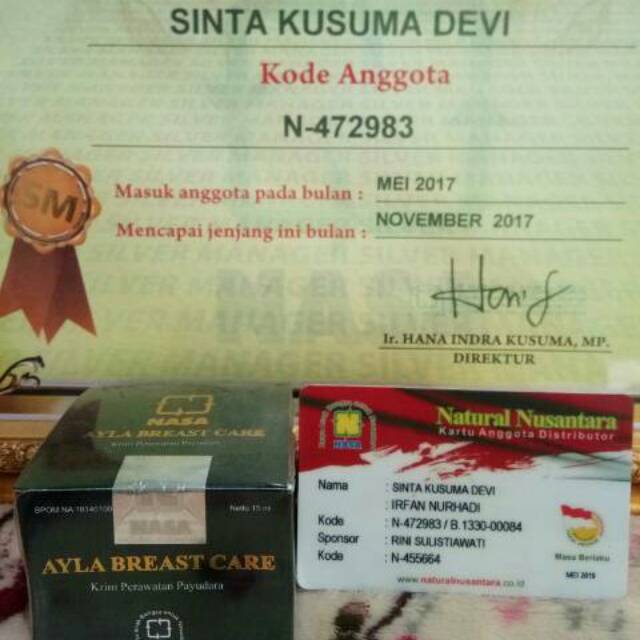 SINTA KUSUMA DEVI
Kode Anggota
N-472983
Masuk anggota pada bulan : MEI 2017
Mencapai jenjang ini bulan : NOVEMBER 2017
SM
Ir. HANA INDRA KUSUMA, MP.
DIREKTUR
NASA
AYLA BREAST CARE
Krim Perawatan Payudara
Netto 15 ml
NASA
AYLA BREAST CARE
Krim Perawatan Payudara
NASA
Natural Nusantara
Kartu Anggota Distributor
Nama : SINTA KUSUMA DEVI
: IRFAN NURHADI
Kode : N-472983 / B.1330-00084
Sponsor : RINI SULISTIAWATI
Kode : N-455664
Masa Berlaku
MEI 2019
www.naturalnusantara.co.id